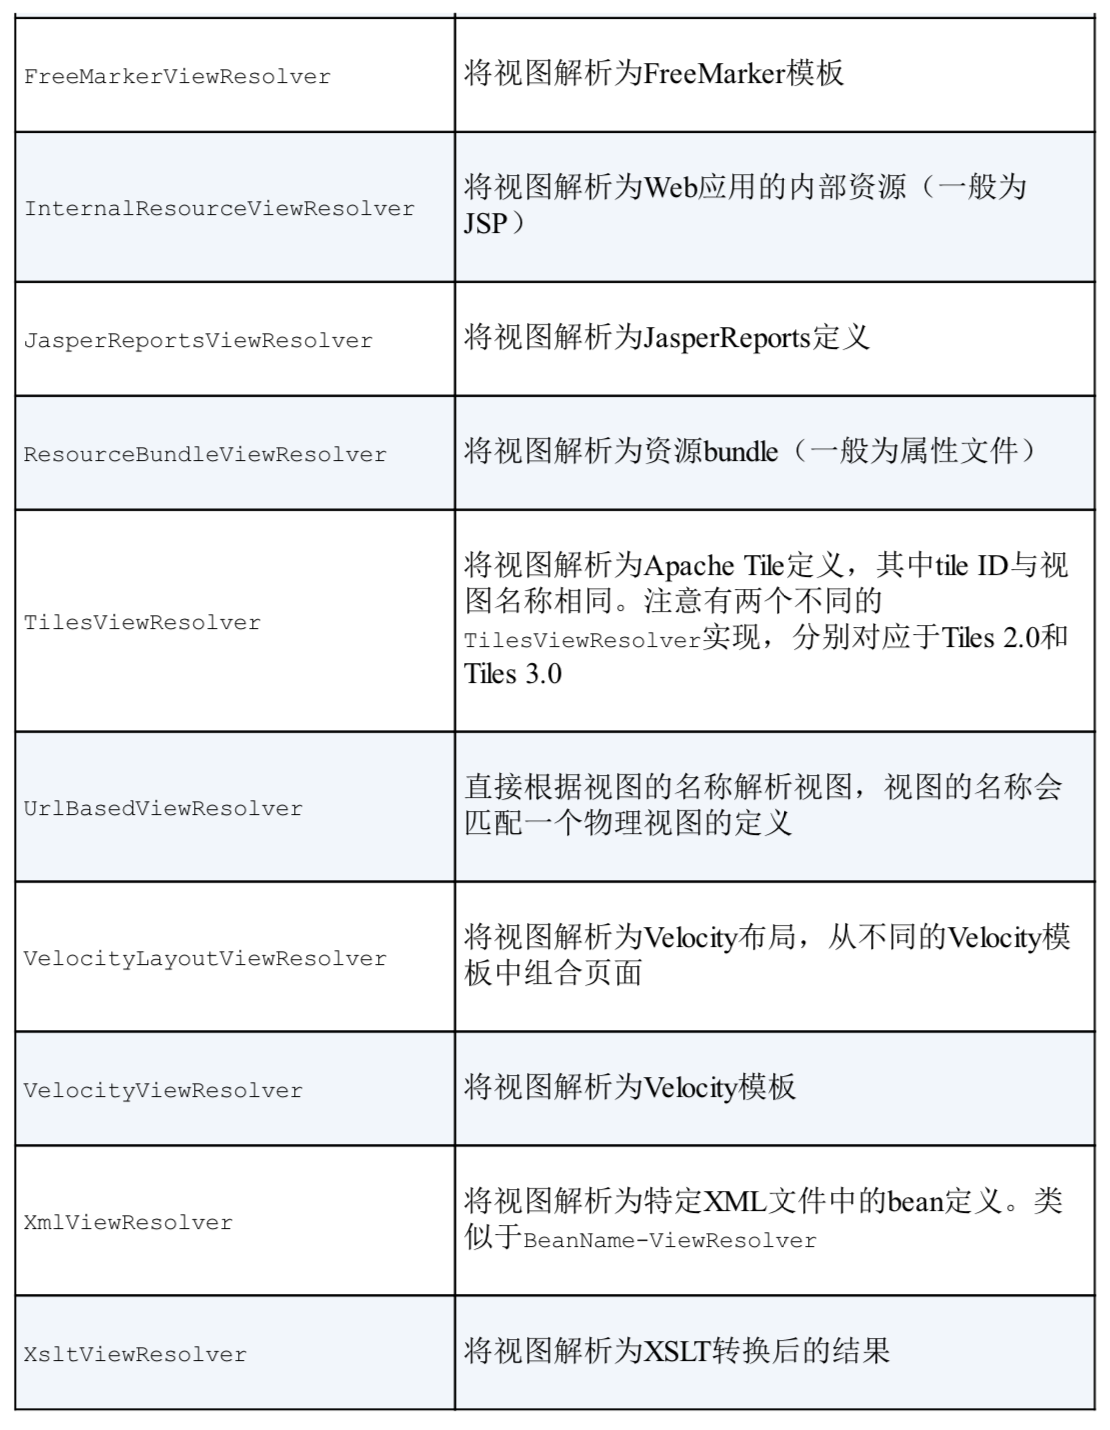 FreeMarkerViewResolver
将视图解析为FreeMarker模板
InternalResourceViewResolver
将视图解析为Web应用的内部资源（一般为
JSP）
JasperReportsViewResolver
将视图解析为JasperReports定义
ResourceBundleViewResolver
将视图解析为资源bundle（一般为属性文件）
TilesViewResolver
将视图解析为Apache Tile定义，其中tile ID与视
图名称相同。注意有两个不同的
TilesViewResolver实现，分别对应于Tiles 2.0和
Tiles 3.0
UrlBasedViewResolver
直接根据视图的名称解析视图，视图的名称会
匹配一个物理视图的定义
VelocityLayoutViewResolver
将视图解析为Velocity布局，从不同的Velocity模
板中组合页面
VelocityViewResolver
将视图解析为Velocity模板
XmlViewResolver
将视图解析为特定XML文件中的bean定义。类
似于BeanName-ViewResolver
XsltViewResolver
将视图解析为XSLT转换后的结果